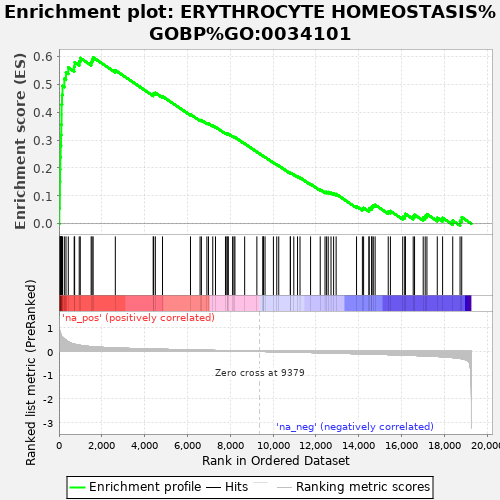 Enrichment plot: ERYTHROCYTE HOMEOSTASIS%
GOBP%GO:0034101
Enrichment score (ES)
0.6
0.5
0.4
0.3
0.2
0.1
0.0
Ranked list metric (PreRanked)
1
0
-1
-2
-3
'na_pos' (positively correlated)
Zero cross at 9379
'na_neg' (negatively correlated)
0
2,000
4,000
6,000
8,000
10,000
12,000
14,000
16,000
18,000
20,000
Rank in Ordered Dataset
Enrichment profile
Hits
Ranking metric scores